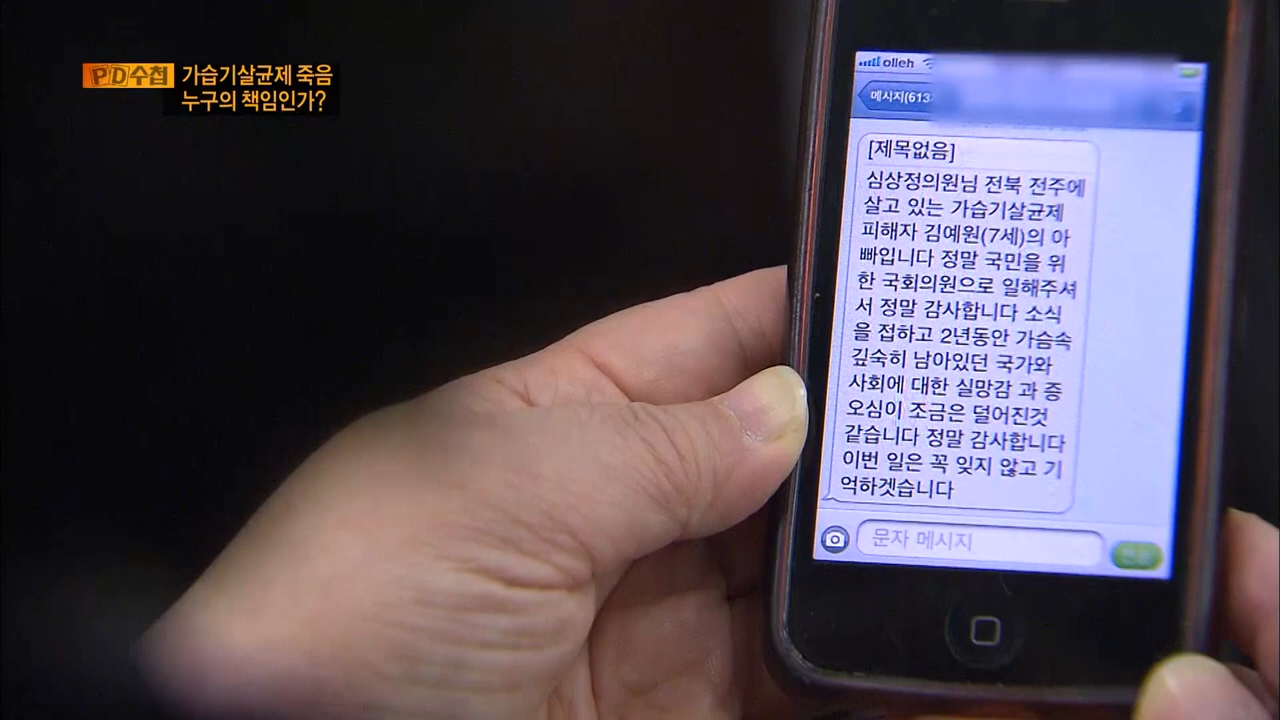 PD수첩
가습기살균제 죽음
누구의 책임인가?
olleh
메시지(613
[제목없음]
심상정의원님 전북 전주에
살고 있는 가습기살균제
피해자 김예원(7세)의 아
빠입니다 정말 국민을 위
한 국회의원으로 일해주셔
서 정말 감사합니다 소식
을 접하고 2년동안 가슴속
깊숙히 남아있던 국가와
사회에 대한 실망감 과 증
오심이 조금은 덜어진것
같습니다 정말 감사합니다
이번 일은 꼭 잊지 않고 기
억하겟습니다
문자 메시지
전송